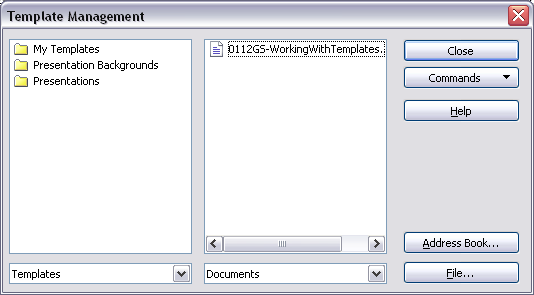 Template Management
My Templates
Presentation Backgrounds
Presentations
0112GS-WorkingWithTemplates..
Close
Commands
Help
Address Book...
Templates
Documents
File...